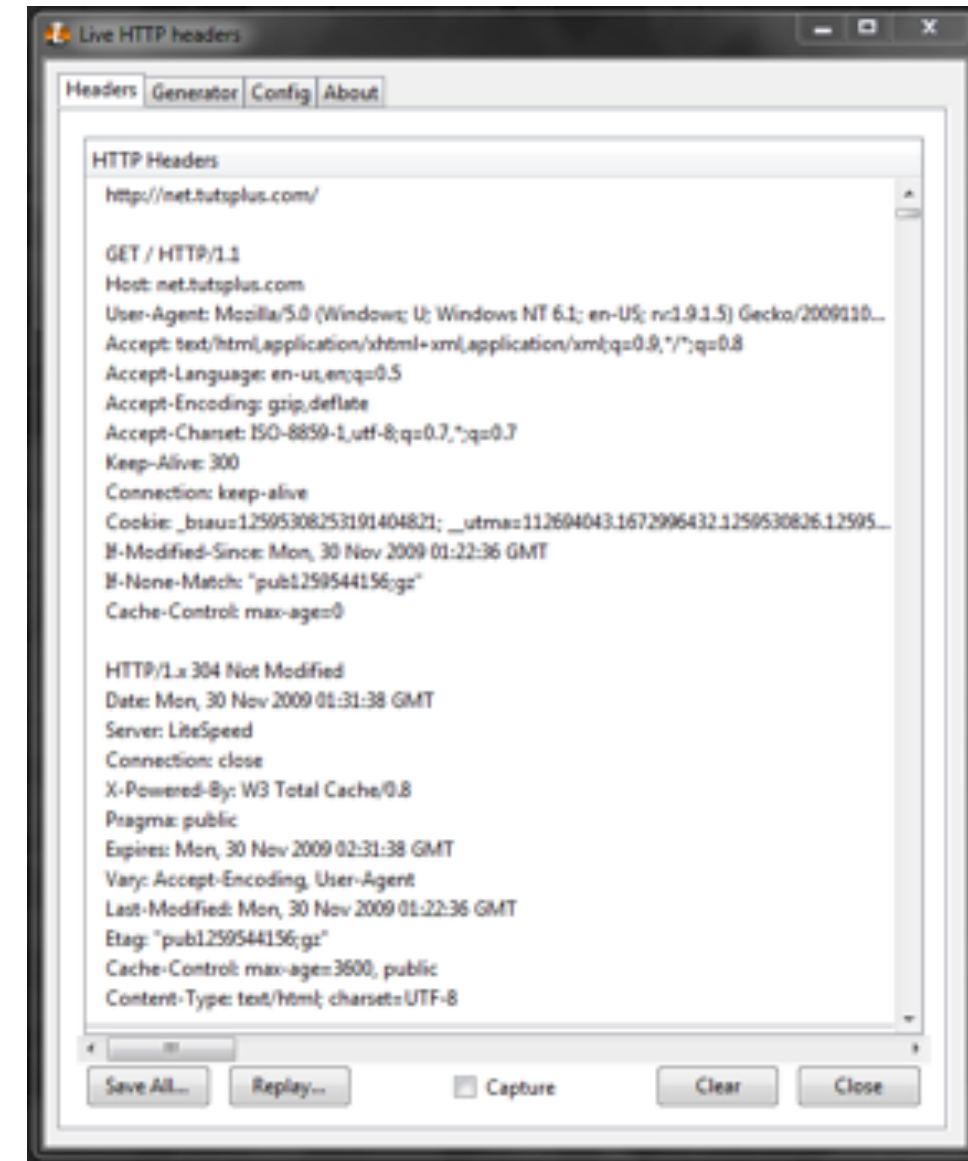 Live HTTP headers
Headers Generator Config About
HTTP Headers
http://net.tutsplus.com/
GET / HTTP/1.1
Host: net.tutsplus.com
User-Agent: Mozilla/5.0 (Windows; U; Windows NT 6.1; en-US; rv:1.9.1.5) Gecko/2009110...
Accept: text/html,application/xhtml+xml,application/xml;q=0.9,*/*;q=0.8
Accept-Language: en-us,en;q=0.5
Accept-Encoding: gzip,deflate
Accept-Charset: ISO-8859-1,utf-8;q=0.7,*;q=0.7
Keep-Alive: 300
Connection: keep-alive
Cookie: _bsau=12595308253191404821; __utma=112694043.1672996432.1259530826.12595...
If-Modified-Since: Mon, 30 Nov 2009 01:22:36 GMT
If-None-Match: "pub1259544156;gz"
Cache-Control: max-age=0
HTTP/1.x 304 Not Modified
Date: Mon, 30 Nov 2009 01:31:38 GMT
Server: LiteSpeed
Connection: close
X-Powered-By: W3 Total Cache/0.8
Pragma: public
Expires: Mon, 30 Nov 2009 02:31:38 GMT
Vary: Accept-Encoding, User-Agent
Last-Modified: Mon, 30 Nov 2009 01:22:36 GMT
Etag: "pub1259544156;gz"
Cache-Control: max-age=3600, public
Content-Type: text/html; charset=UTF-8
Save All... Replay... Capture Clear Close